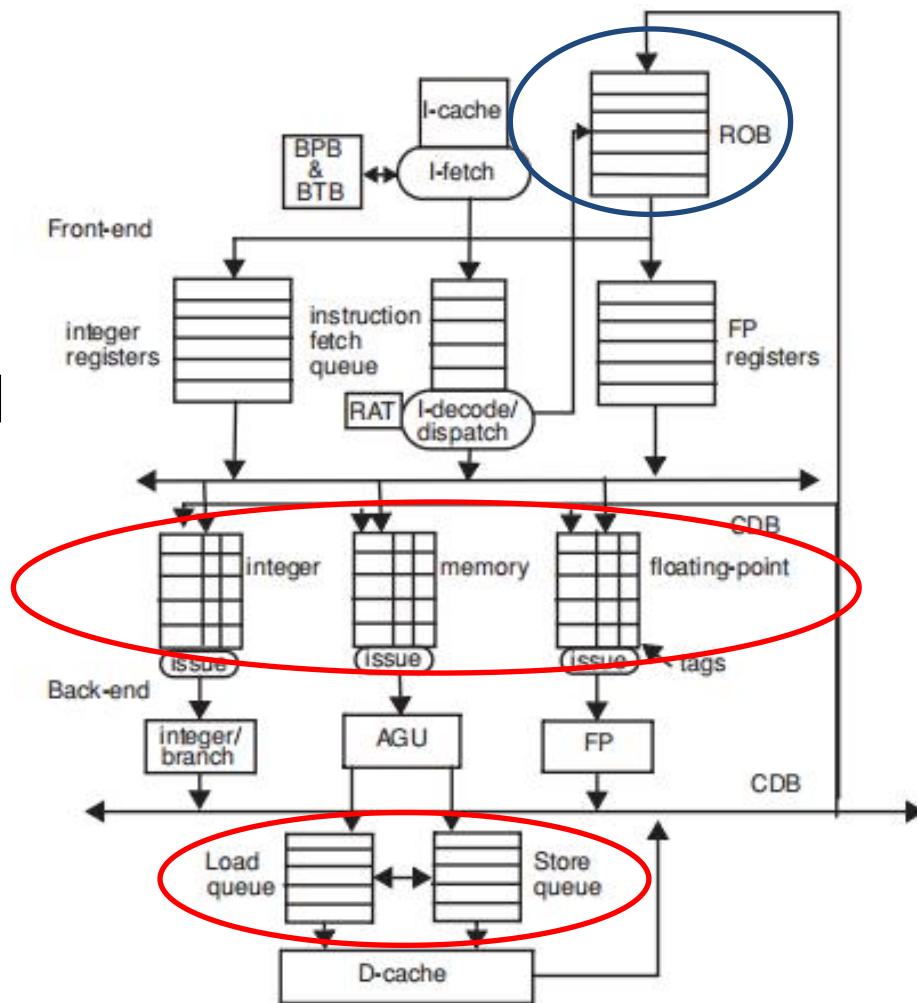 I-cache
ROB
BPB
&
BTB
I-fetch
Front-end
integer
registers
instruction
fetch
queue
FP
registers
RAT
I-decode/
dispatch
CDB
integer
memory
floating-point
issue
issue
issue
tags
Back-end
integer/
branch
AGU
FP
CDB
Load
queue
Store
queue
D-cache